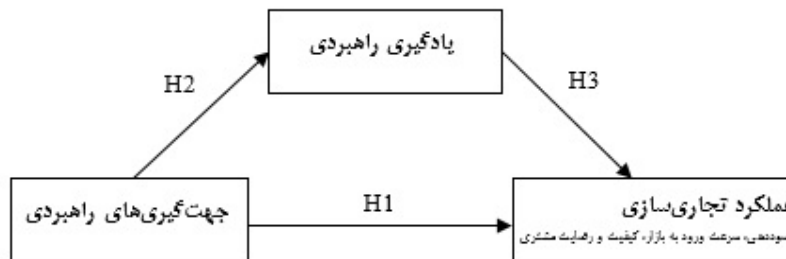 یادگیری راهبردی
H2
H3
جهت‌گیری‌های راهبردی
H1
عملکرد تجاری‌سازی
سوددهی، سرعت ورود به بازار، کیفیت و رضایت مشتری